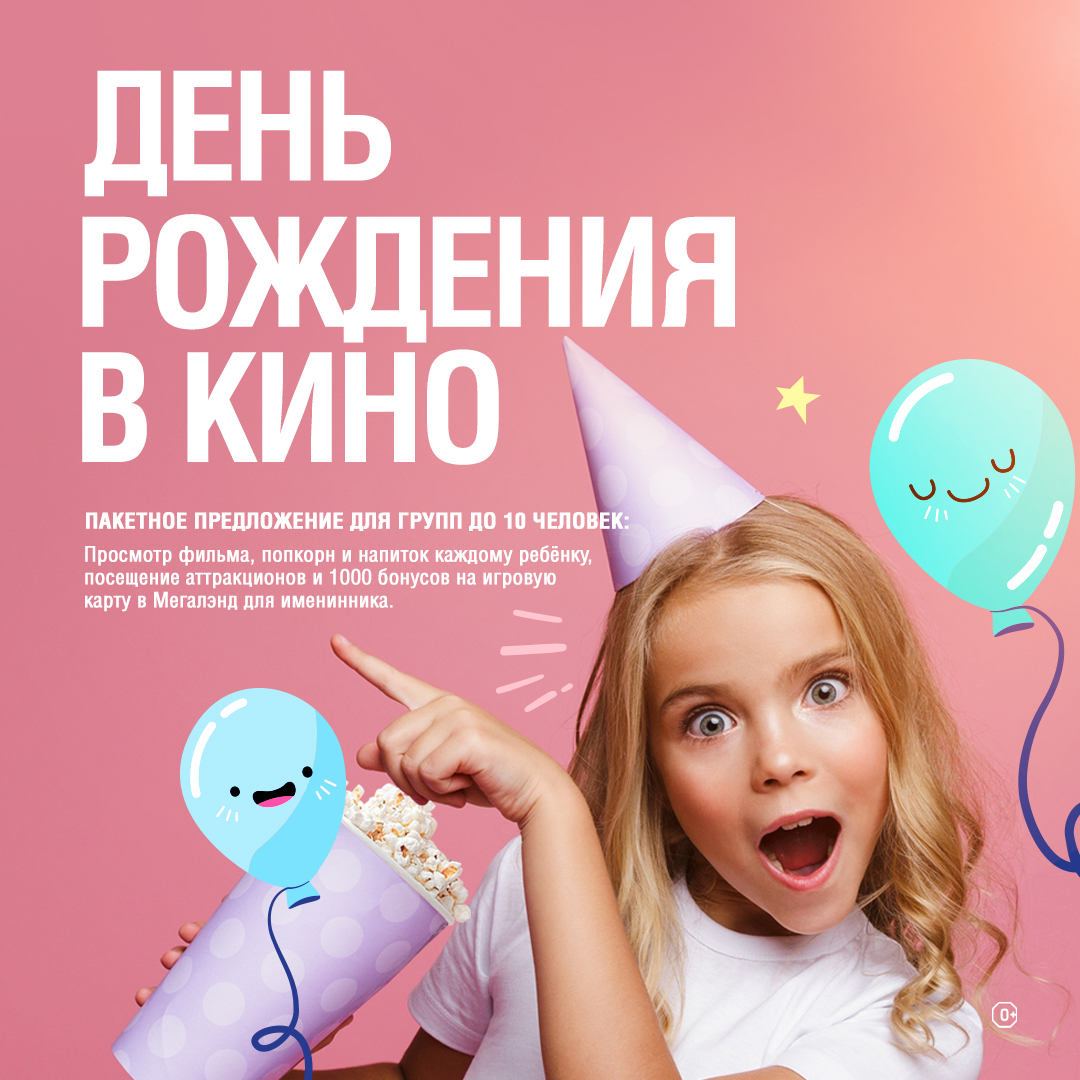 ДЕНЬ
РОЖДЕНИЯ
В КИНО
ПАКЕТНОЕ ПРЕДЛОЖЕНИЕ ДЛЯ ГРУПП ДО 10 ЧЕЛОВЕК:
Просмотр фильма, попкорн и напиток каждому ребёнку,
посещение аттракционов и 1000 бонусов на игровую
карту в Мегалэнд для именинника.
0+